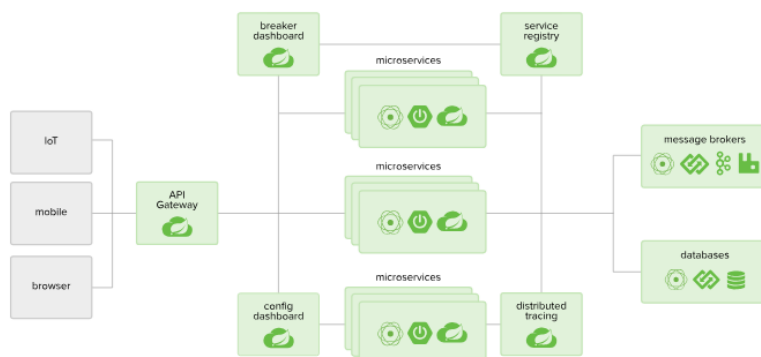 breaker
dashboard
service
registry
microservices
IoT
message brokers
microservices
API
Gateway
mobile
databases
browser
microservices
config
dashboard
distributed
tracing